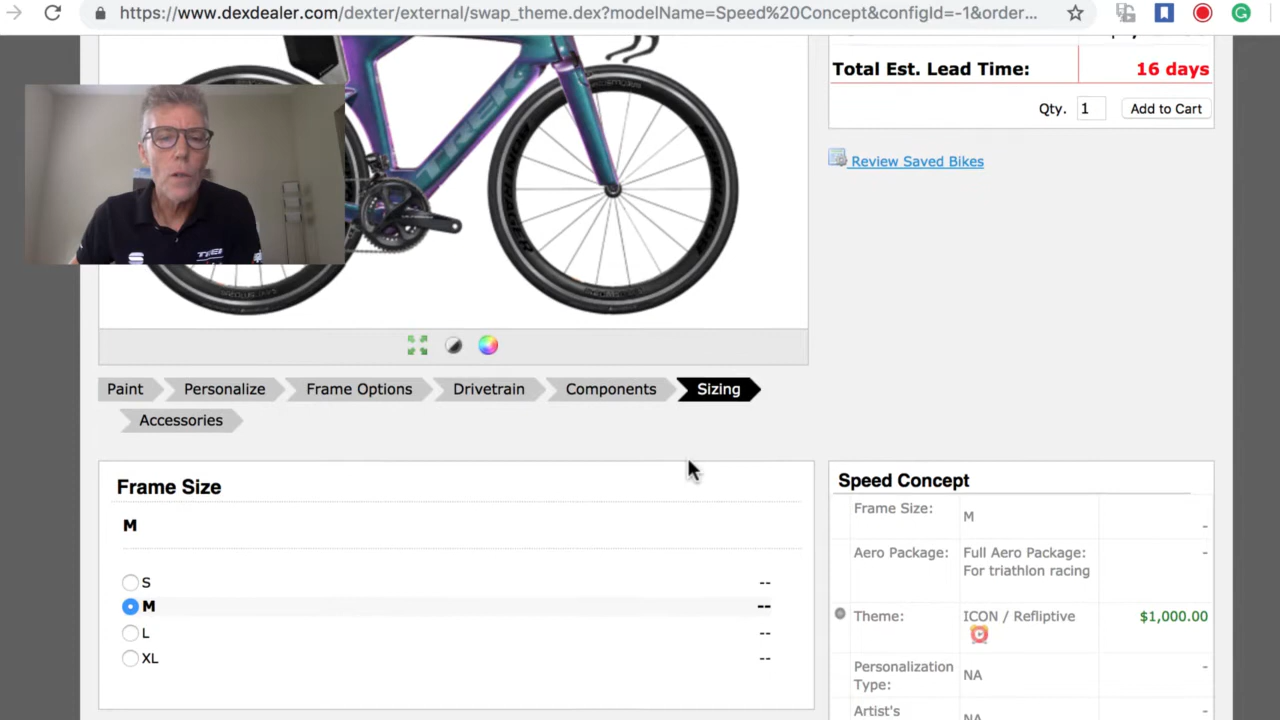 https://www.dexdealer.com/dexter/external/swap_theme.dex?modelName=Speed%20Concept&configId=-1&order...
Total Est. Lead Time: 16 days
Qty. 1 Add to Cart
Review Saved Bikes
TREK
Paint Personalize Frame Options Drivetrain Components Sizing
Accessories
Frame Size
M
S --
M --
L --
XL --
Speed Concept
Frame Size: M -
Aero Package: Full Aero Package: -
For triathlon racing
Theme: ICON / Refliptive $1,000.00
Personalization NA -
Type:
Artist's NA -